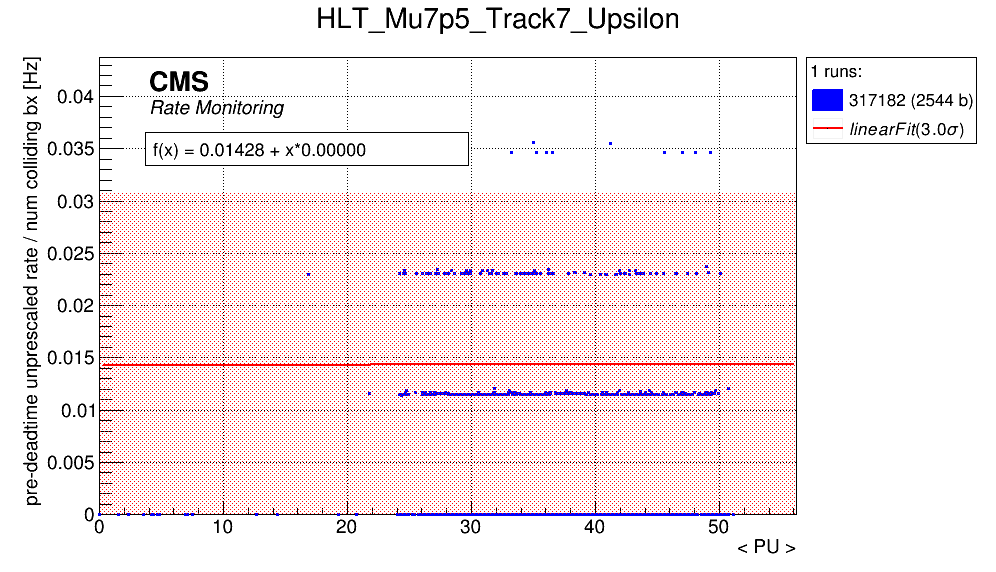 HLT_Mu7p5_Track7_Upsilon
pre-deadtime unprescaled rate / num colliding bx [Hz]
CMS
Rate Monitoring
f(x) = 0.01428 + x*0.00000
1 runs:
317182 (2544 b)
linearFit(3.0σ)
0.04
0.035
0.03
0.025
0.02
0.015
0.01
0.005
0
0 10 20 30 40 50
< PU >